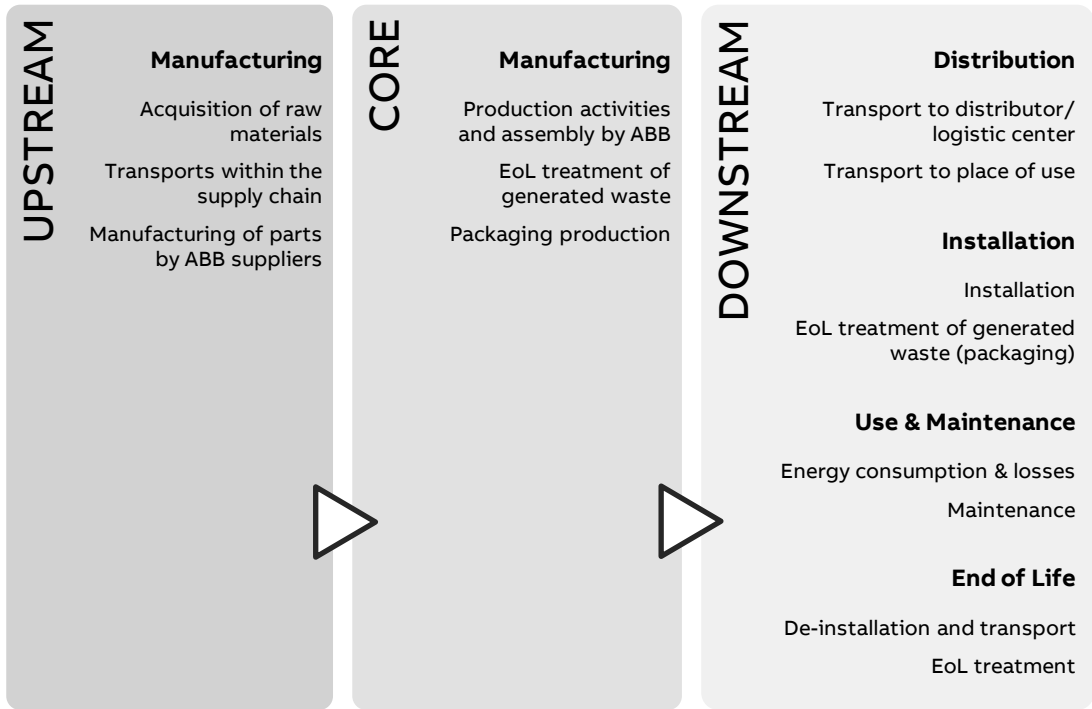 UPSTREAM
Manufacturing
Acquisition of raw
materials
Transports within the
supply chain
Manufacturing of parts
by ABB suppliers
CORE
Manufacturing
Production activities
and assembly by ABB
EoL treatment of
generated waste
Packaging production
DOWNSTREAM
Distribution
Transport to distributor/
logistic center
Transport to place of use
Installation
Installation
EoL treatment of generated
waste (packaging)
Use & Maintenance
Energy consumption & losses
Maintenance
End of Life
De-installation and transport
EoL treatment